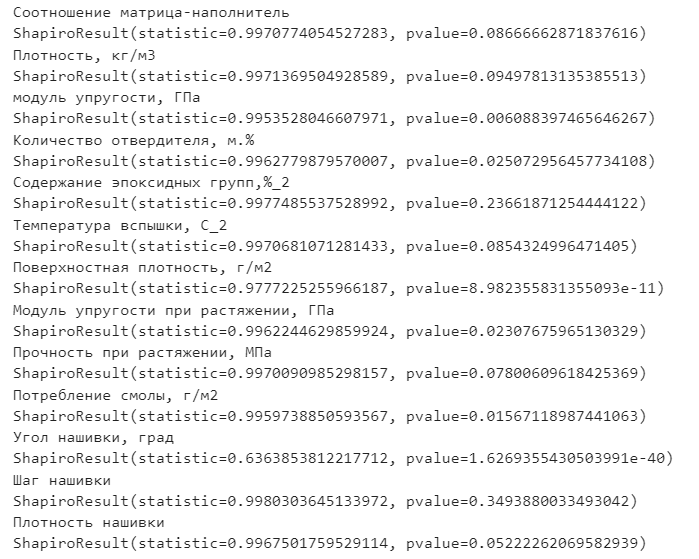 Соотношение матрица-наполнитель
ShapiroResult(statistic=0.9970774054527283, pvalue=0.08666662871837616)
Плотность, кг/м3
ShapiroResult(statistic=0.9971369504928589, pvalue=0.09497813135385513)
модуль упругости, ГПа
ShapiroResult(statistic=0.9953528046607971, pvalue=0.006088397465646267)
Количество отвердителя, м.%
ShapiroResult(statistic=0.9962779879570007, pvalue=0.025072956457734108)
Содержание эпоксидных групп,%_2
ShapiroResult(statistic=0.9977485537528992, pvalue=0.23661871254444122)
Температура вспышки, С_2
ShapiroResult(statistic=0.9970681071281433, pvalue=0.0854324996471405)
Поверхностная плотность, г/м2
ShapiroResult(statistic=0.9777225255966187, pvalue=8.982355831355093e-11)
Модуль упругости при растяжении, ГПа
ShapiroResult(statistic=0.9962244629859924, pvalue=0.02307675965130329)
Прочность при растяжении, МПа
ShapiroResult(statistic=0.9970090985298157, pvalue=0.07800609618425369)
Потребление смолы, г/м2
ShapiroResult(statistic=0.9959738850593567, pvalue=0.01567118987441063)
Угол нашивки, град
ShapiroResult(statistic=0.6363853812217712, pvalue=1.6269355430503991e-40)
Шаг нашивки
ShapiroResult(statistic=0.9980303645133972, pvalue=0.3493880033493042)
Плотность нашивки
ShapiroResult(statistic=0.9967501759529114, pvalue=0.05222262069582939)